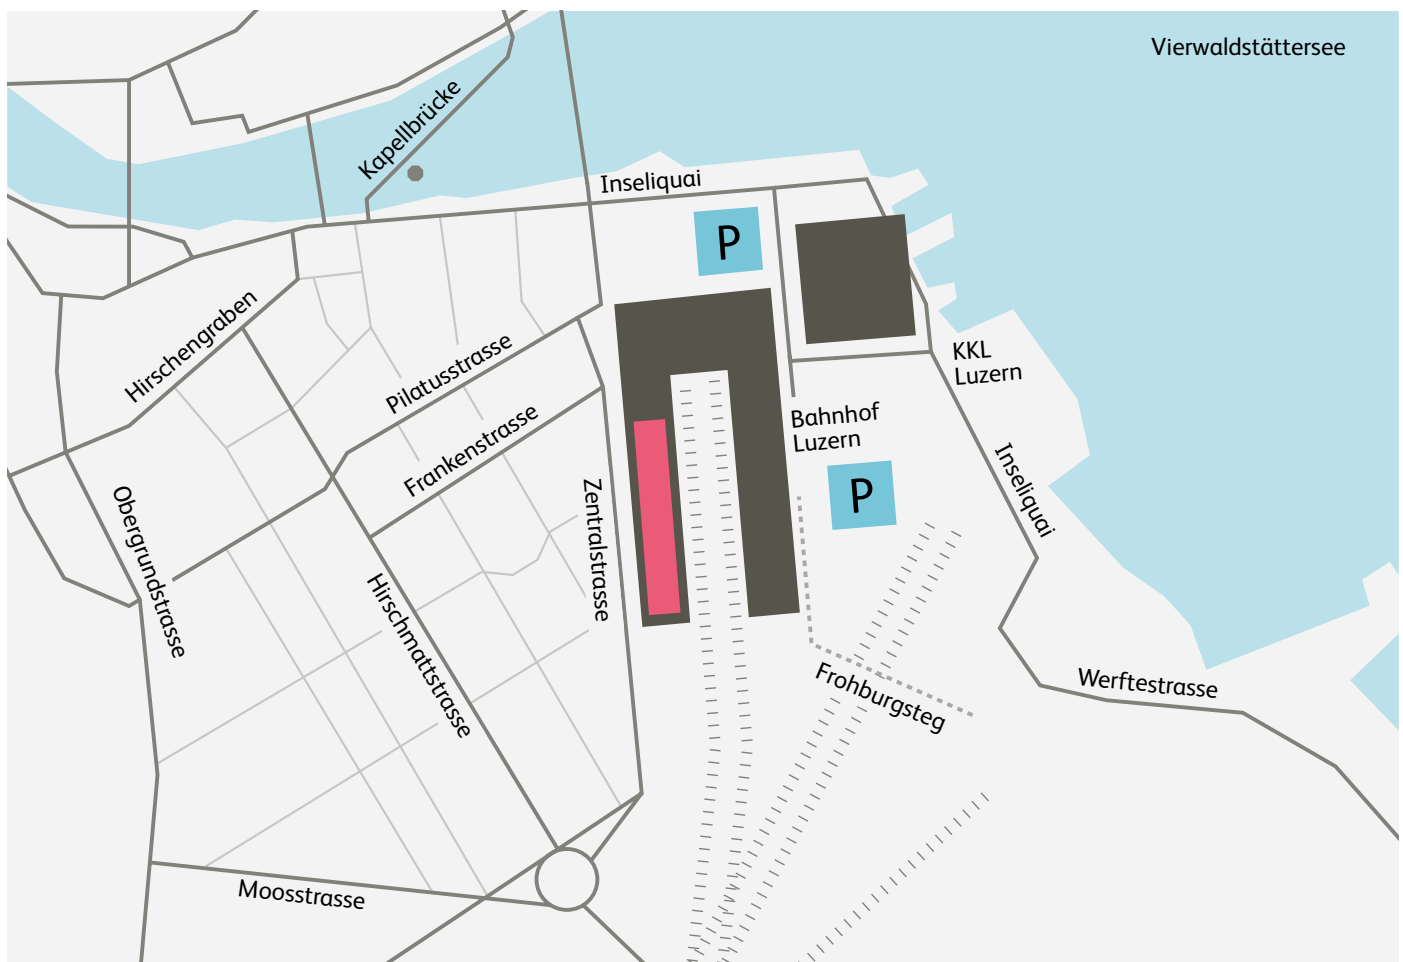 Vierwaldstättersee
Kapellbrücke
Inseliquai
P
Hirschengraben
Pilatusstrasse
KKL
Luzern
Frankenstrasse
Bahnhof
Luzern
Inseliquai
P
Obergrundstrasse
Zentralstrasse
Hirschmattstrasse
Frohburgsteg
Werftestrasse
Moosstrasse